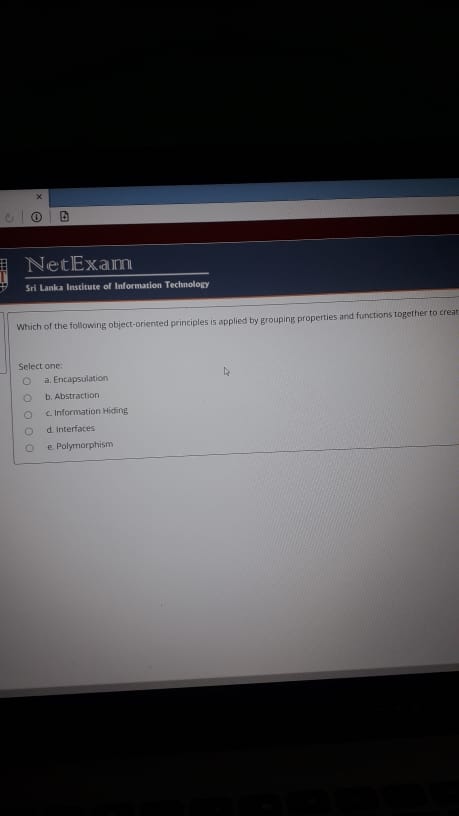 NetExam
Sri Lanka Institute of Information Technology
Which of the following object-oriented principles is applied by grouping properties and functions together to creat
Select one:
a. Encapsulation
b. Abstraction
c. Information Hiding
d. Interfaces
e. Polymorphism